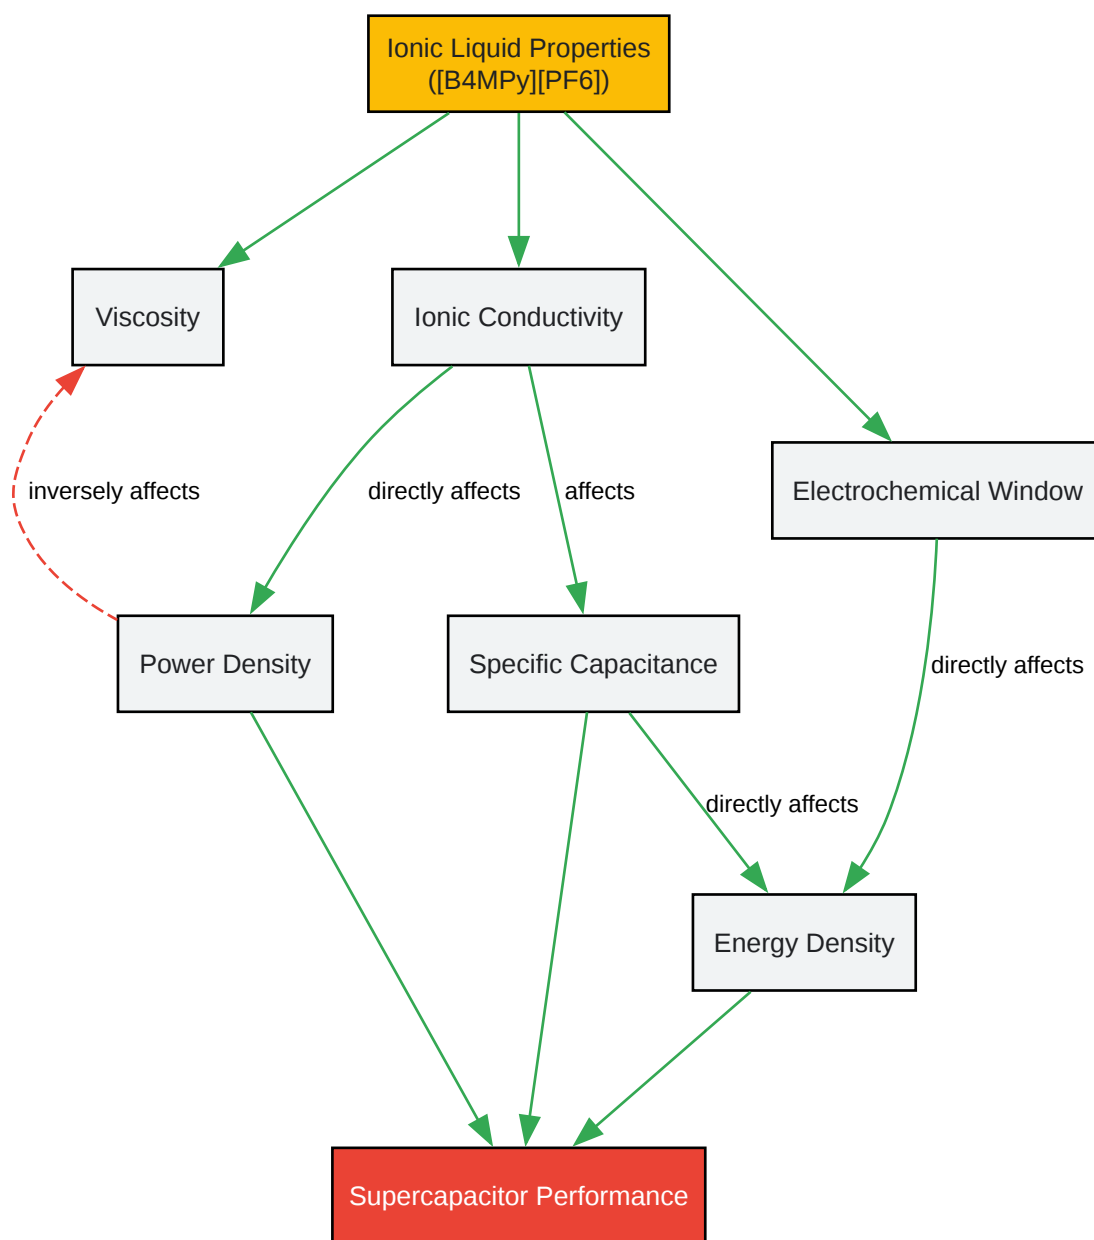 Ionic Liquid Properties
([B4MPy][PF6])
Viscosity
Ionic Conductivity
inversely affects
directly affects
affects
Electrochemical Window
Power Density
Specific Capacitance
directly affects
directly affects
Energy Density
Supercapacitor Performance